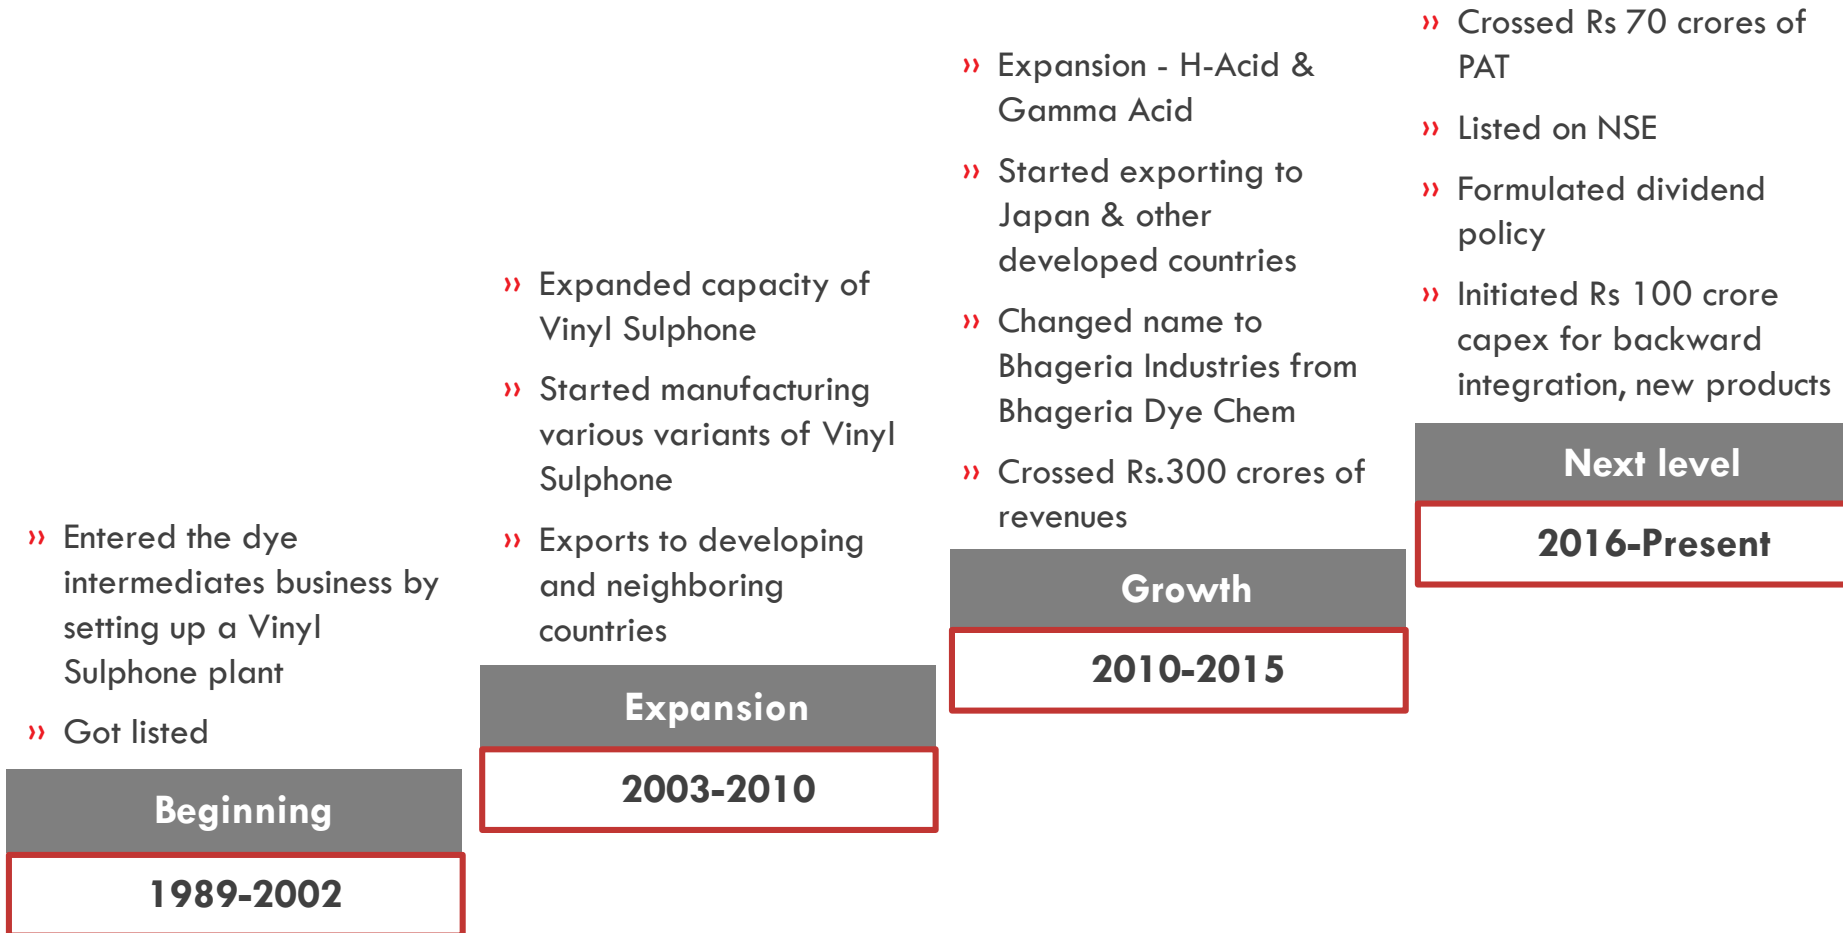 Entered the dye
intermediates business by
setting up a Vinyl
Sulphone plant
Got listed
Beginning
1989-2002
Expanded capacity of
Vinyl Sulphone
Started manufacturing
various variants of Vinyl
Sulphone
Exports to developing
and neighboring
countries
Expansion
2003-2010
Expansion - H-Acid &
Gamma Acid
Started exporting to
Japan & other
developed countries
Changed name to
Bhageria Industries from
Bhageria Dye Chem
Crossed Rs.300 crores of
revenues
Growth
2010-2015
Crossed Rs 70 crores of
PAT
Listed on NSE
Formulated dividend
policy
Initiated Rs 100 crore
capex for backward
integration, new products
Next level
2016-Present